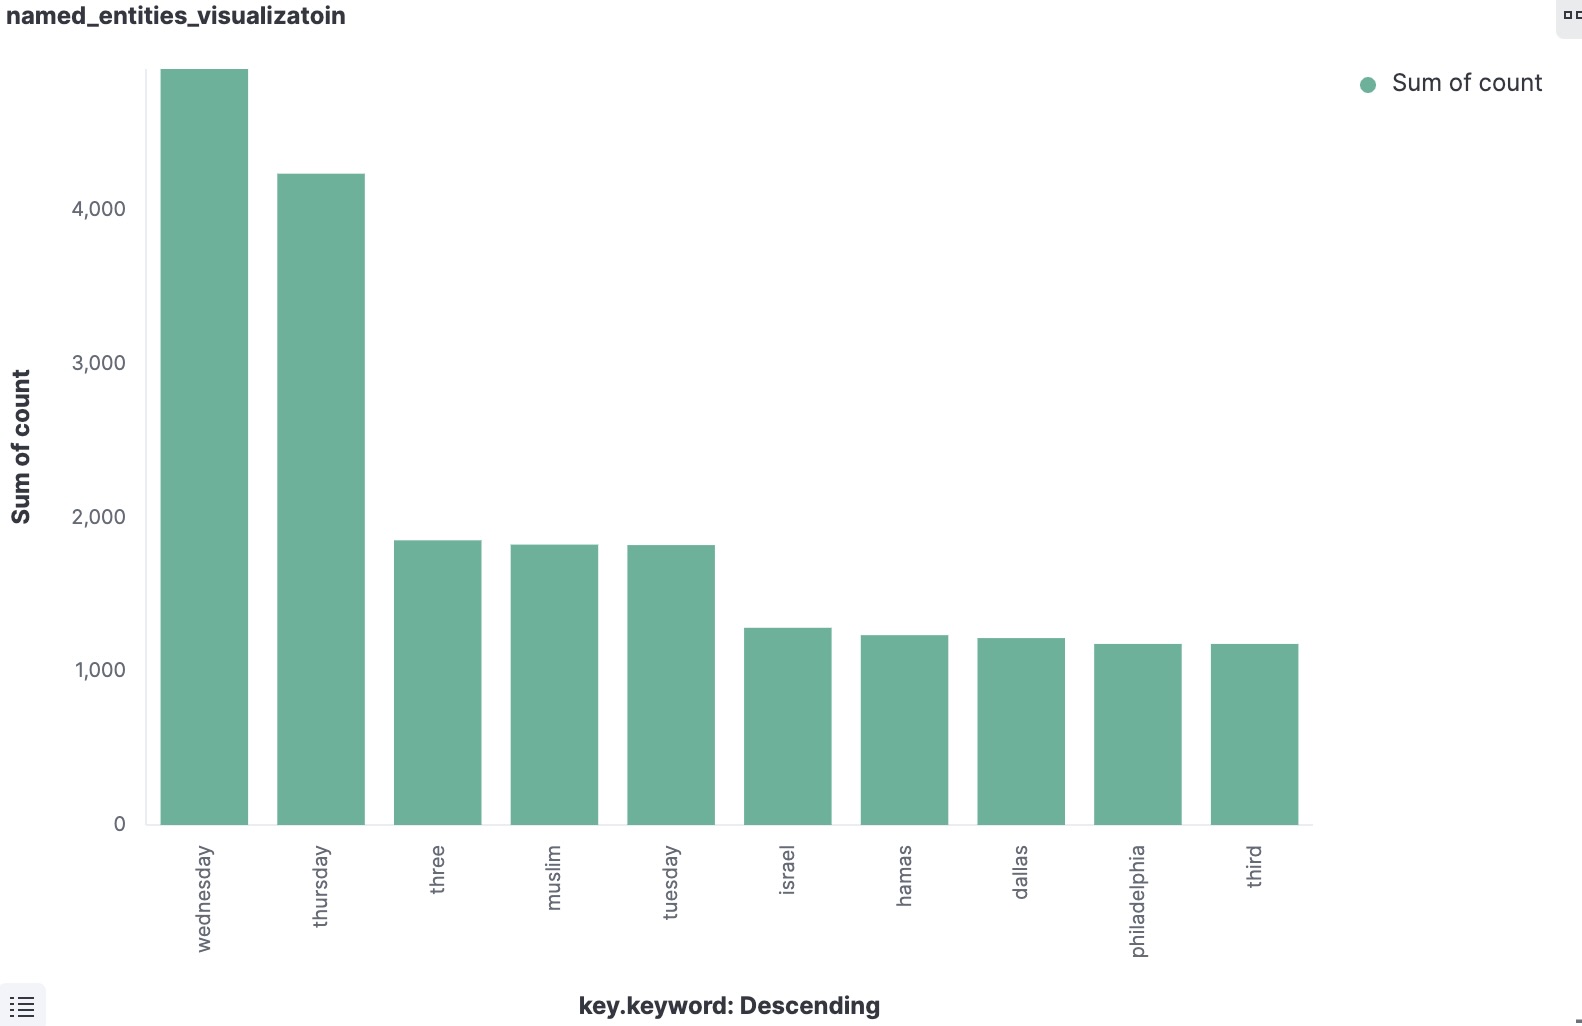 named_entities_visualizatoin
Sum of count
Sum of count
4,000
3,000
2,000
1,000
0
wednesday
thursday
three
muslim
tuesday
israel
hamas
dallas
philadelphia
third
key.keyword: Descending